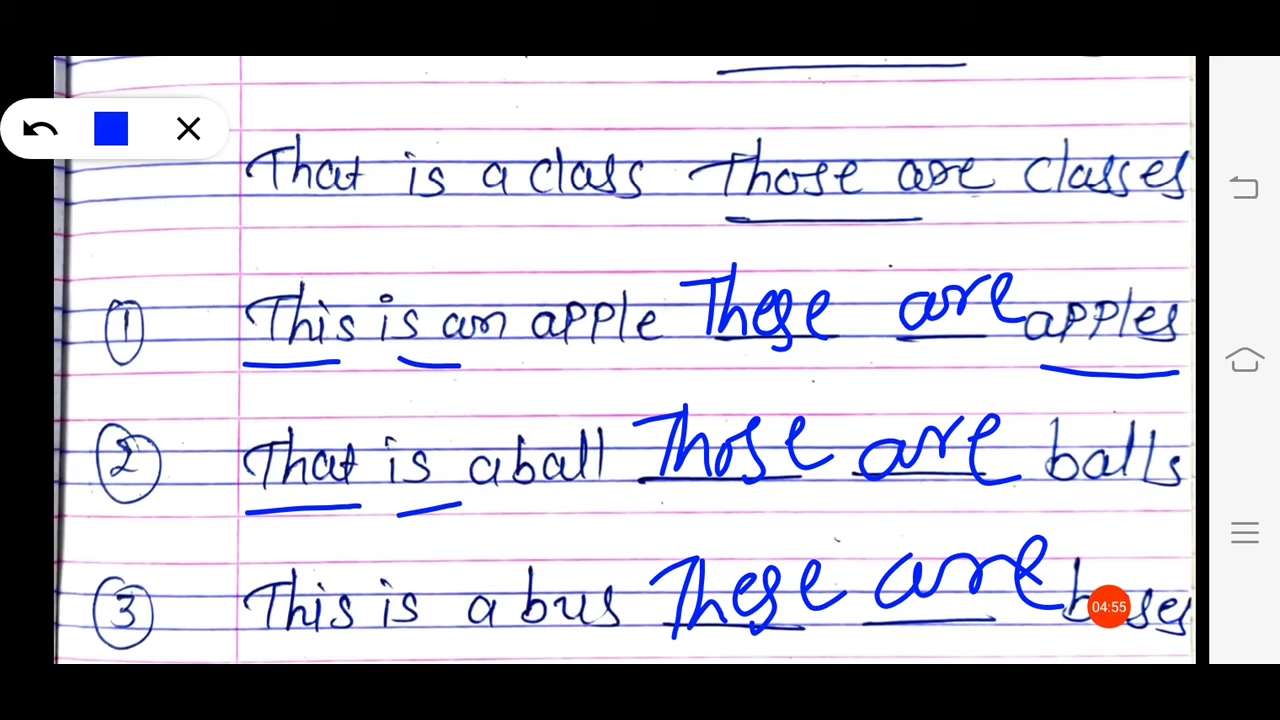 That is a class Those are classes
① This is an apple These are apples
② That is a ball Those are balls
③ This is a bus These are buses
04:55